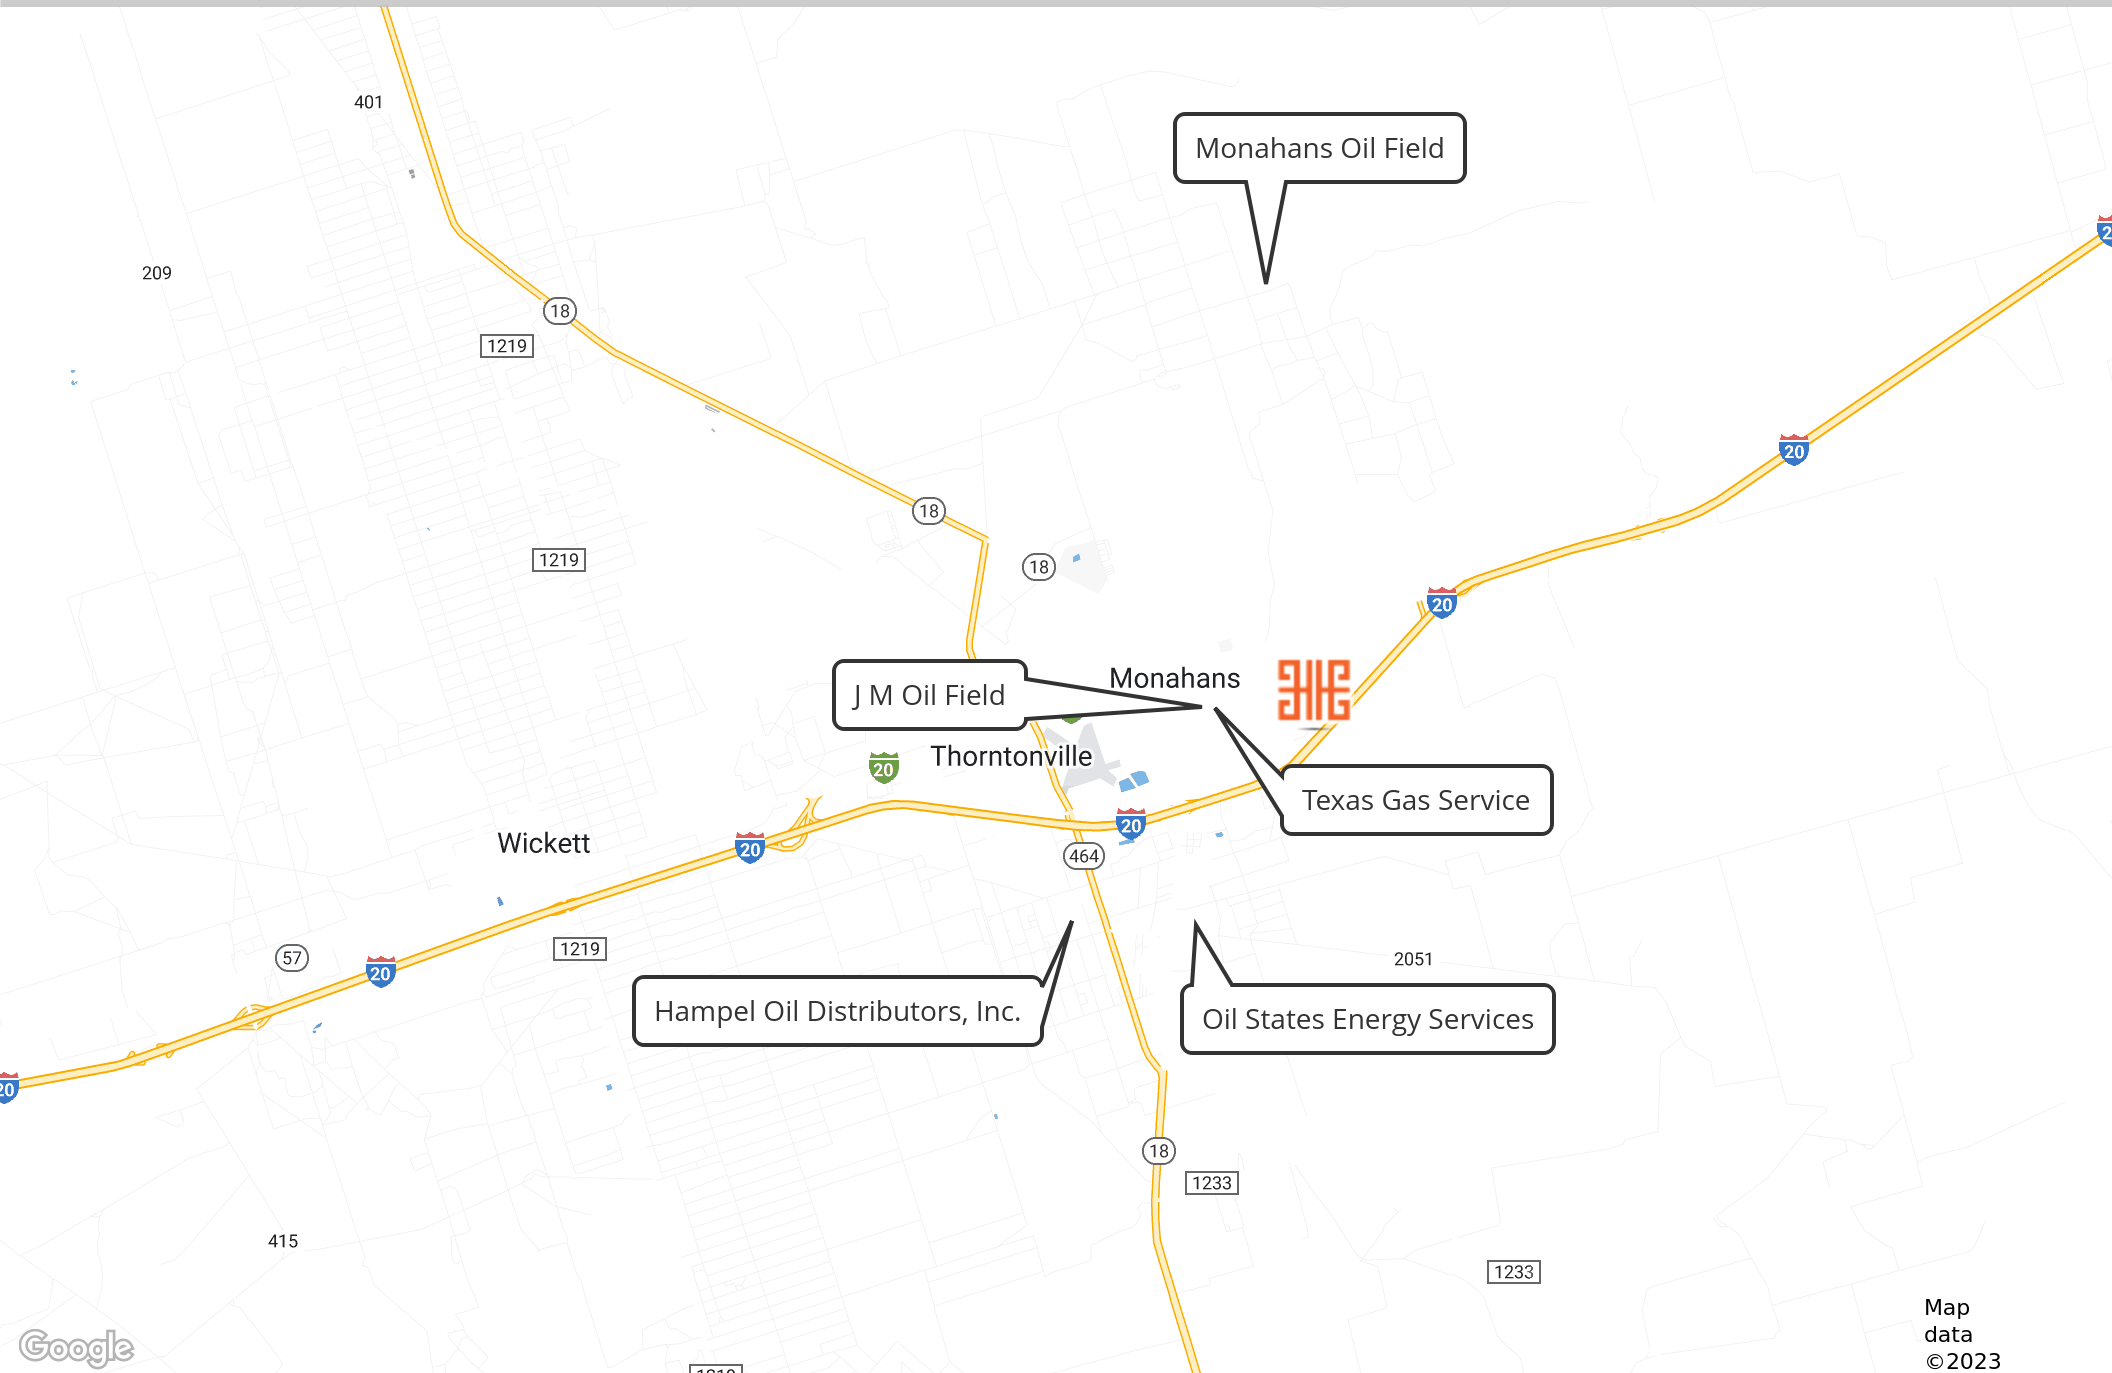 401
Monahans Oil Field
20
209
18
1219
20
18
1219
18
20
Monahans
J M Oil Field
Thorntonville
20
Texas Gas Service
20
Wickett
20
464
1219
57
20
2051
Hampel Oil Distributors, Inc.
Oil States Energy Services
20
18
1233
415
1233
Map
data
©2023
Google